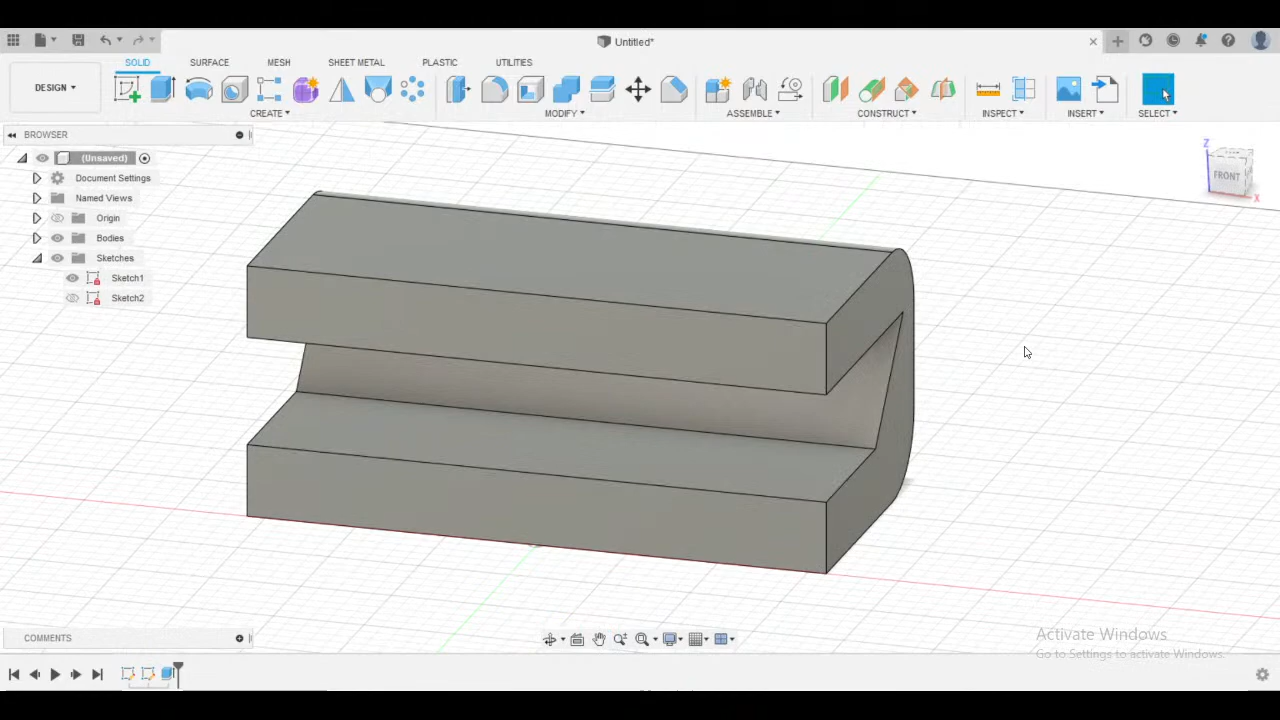 Untitled*
DESIGN
SOLID SURFACE MESH SHEET METAL PLASTIC UTILITIES
CREATE MODIFY ASSEMBLE CONSTRUCT INSPECT INSERT SELECT
BROWSER
(Unsaved)
Document Settings
Named Views
Origin
Bodies
Sketches
Sketch1
Sketch2
Z
FRONT
X
COMMENTS
Activate Windows
Go to Settings to activate Windows.